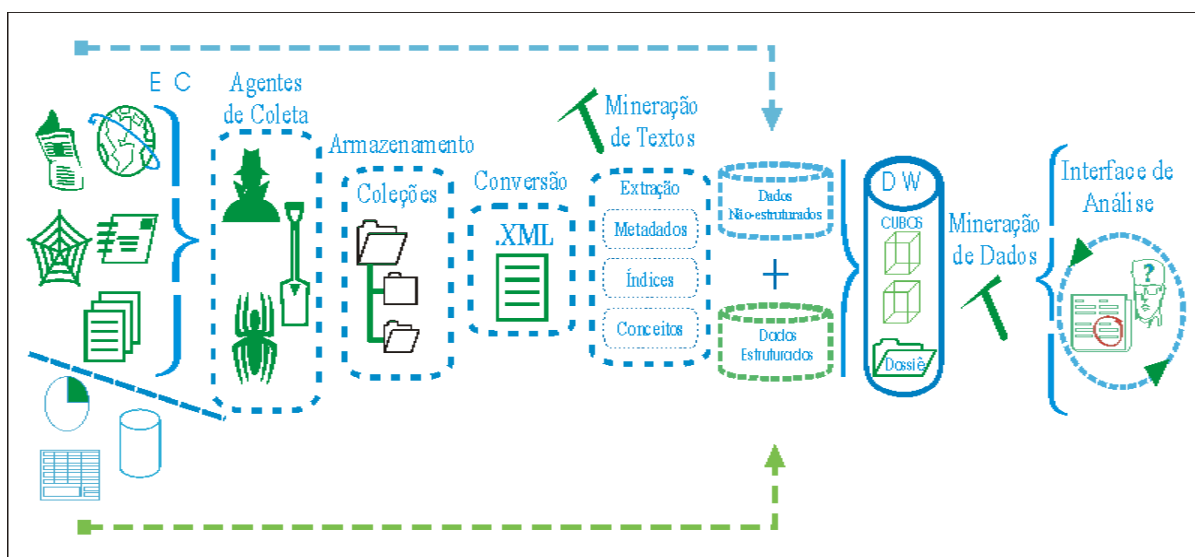 E C
Agentes
de Coleta
Armazenamento
Coleções
Conversão
.XML
Mineração
de Textos
Extração
Metadados
Índices
Conceitos
Dados
Não-estruturados
+
Dados
Estruturados
D W
CUBOS
Dossiê
Mineração
de Dados
Interface de
Análise
?